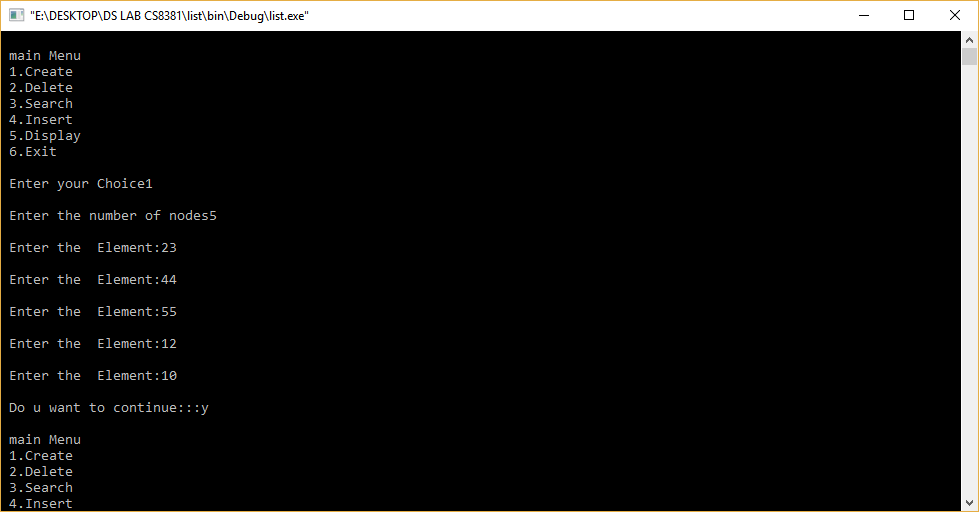 "E:\DESKTOP\DS LAB CS8381\list\bin\Debug\list.exe"
main Menu
1.Create
2.Delete
3.Search
4.Insert
5.Display
6.Exit
Enter your Choice1
Enter the number of nodes5
Enter the  Element:23
Enter the  Element:44
Enter the  Element:55
Enter the  Element:12
Enter the  Element:10
Do u want to continue:::y
main Menu
1.Create
2.Delete
3.Search
4.Insert